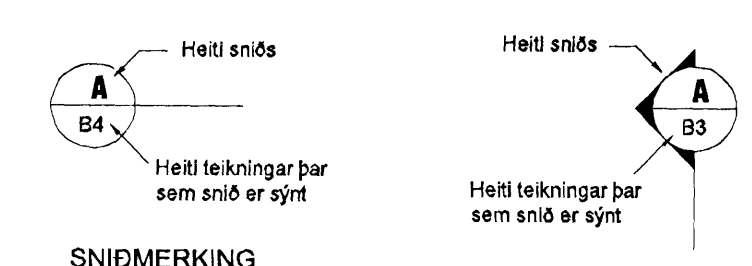 Heiti sniðs
A
B4
Heiti teikningar þar
sem snið er sýnt
SNIÐMERKING
Heiti sniðs
A
B3
Heiti teikningar þar
sem snið er sýnt